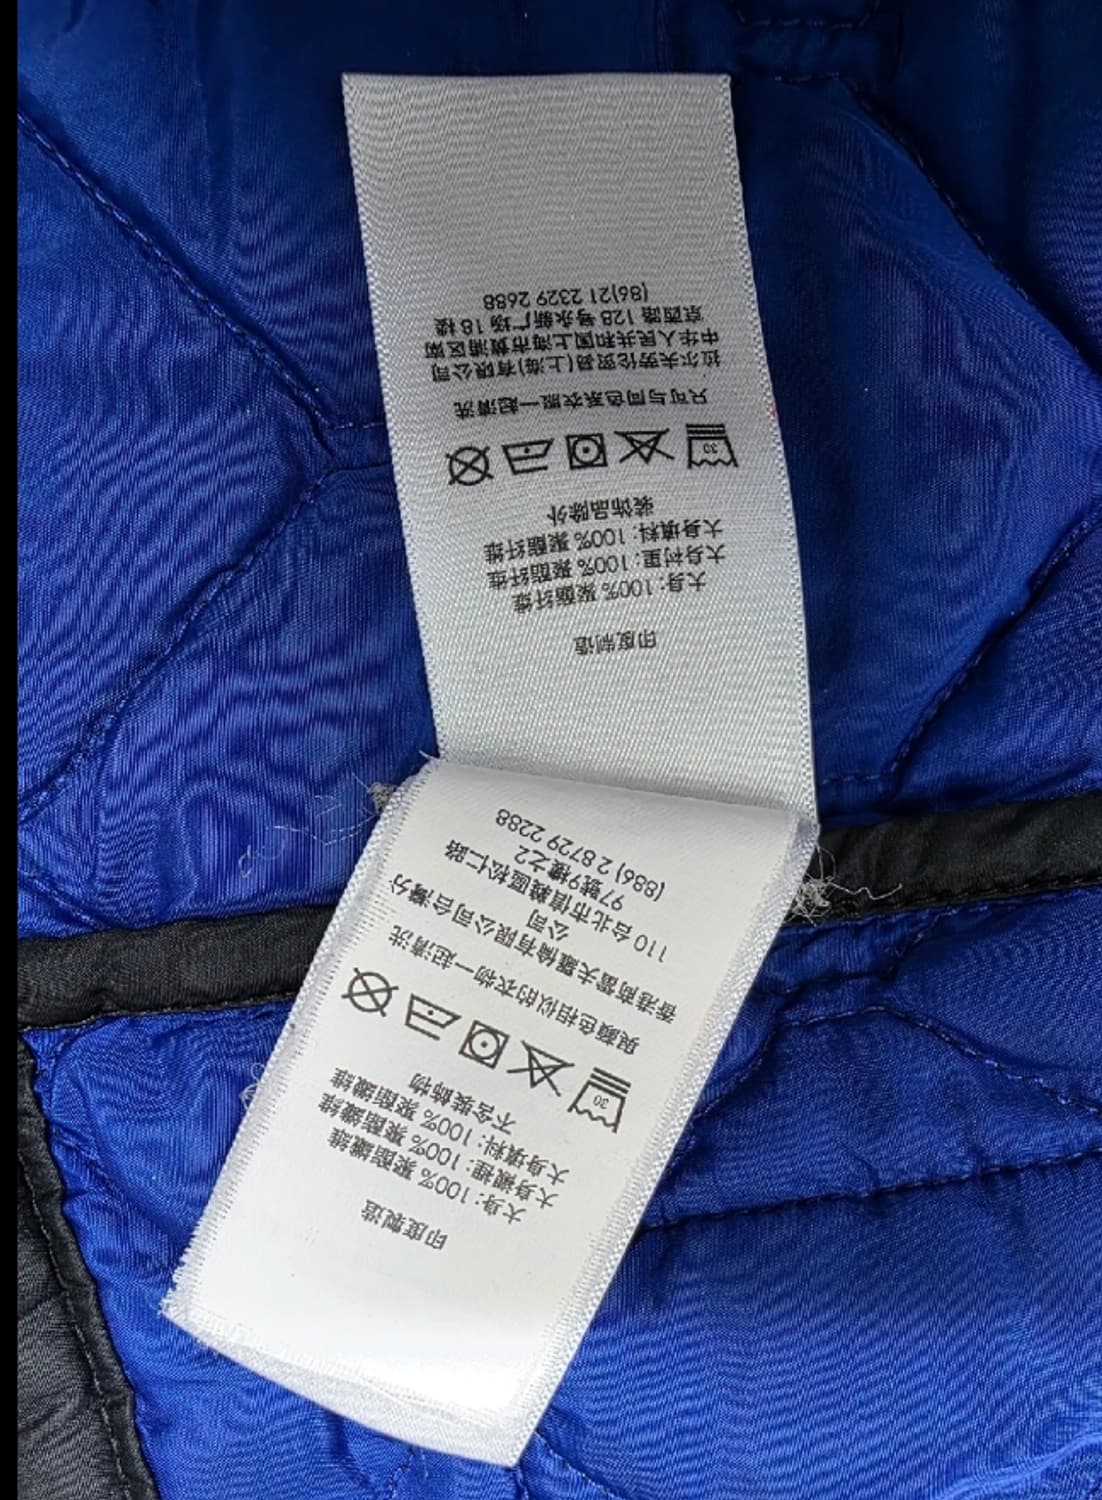 印度制造
大身: 100% 聚酯纤维
大身衬里: 100% 聚酯纤维
大身填料: 100% 聚酯纤维
装饰品除外
30
只可与同色系衣服一起清洗
拉尔夫劳伦贸易(上海)有限公司
中华人民共和国上海市黄浦区南
京西路 128 号永新广场 18 楼
(86)21 2329 2688
印度製造
大身: 100% 聚酯纖維
大身襯裡: 100% 聚酯纖維
大身填料: 100% 聚酯纖維
不含裝飾物
30
與顏色相似的衣物一起清洗
香港商雷夫羅倫有限公司台灣分
公司
110 台北市信義區松仁路
97號9樓之2
(886) 2 8729 2288